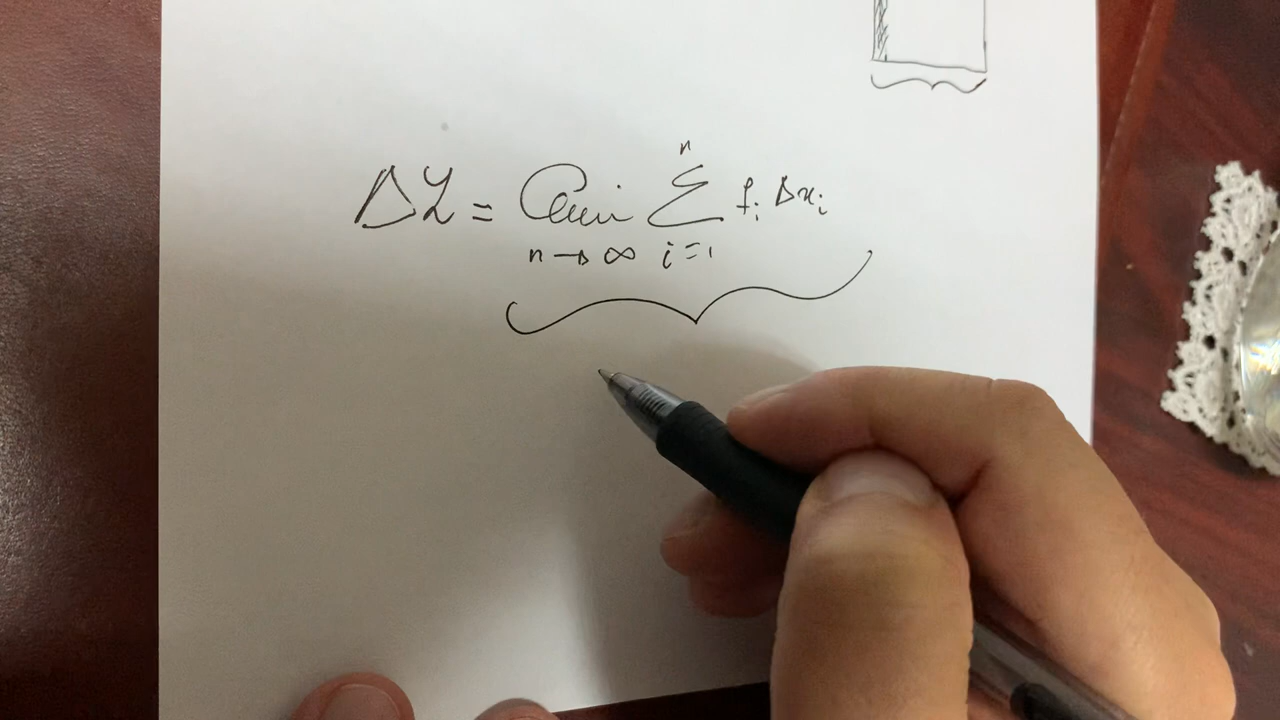 n
ΔL = lim Σ fᵢ Δxᵢ
n→∞ i=1